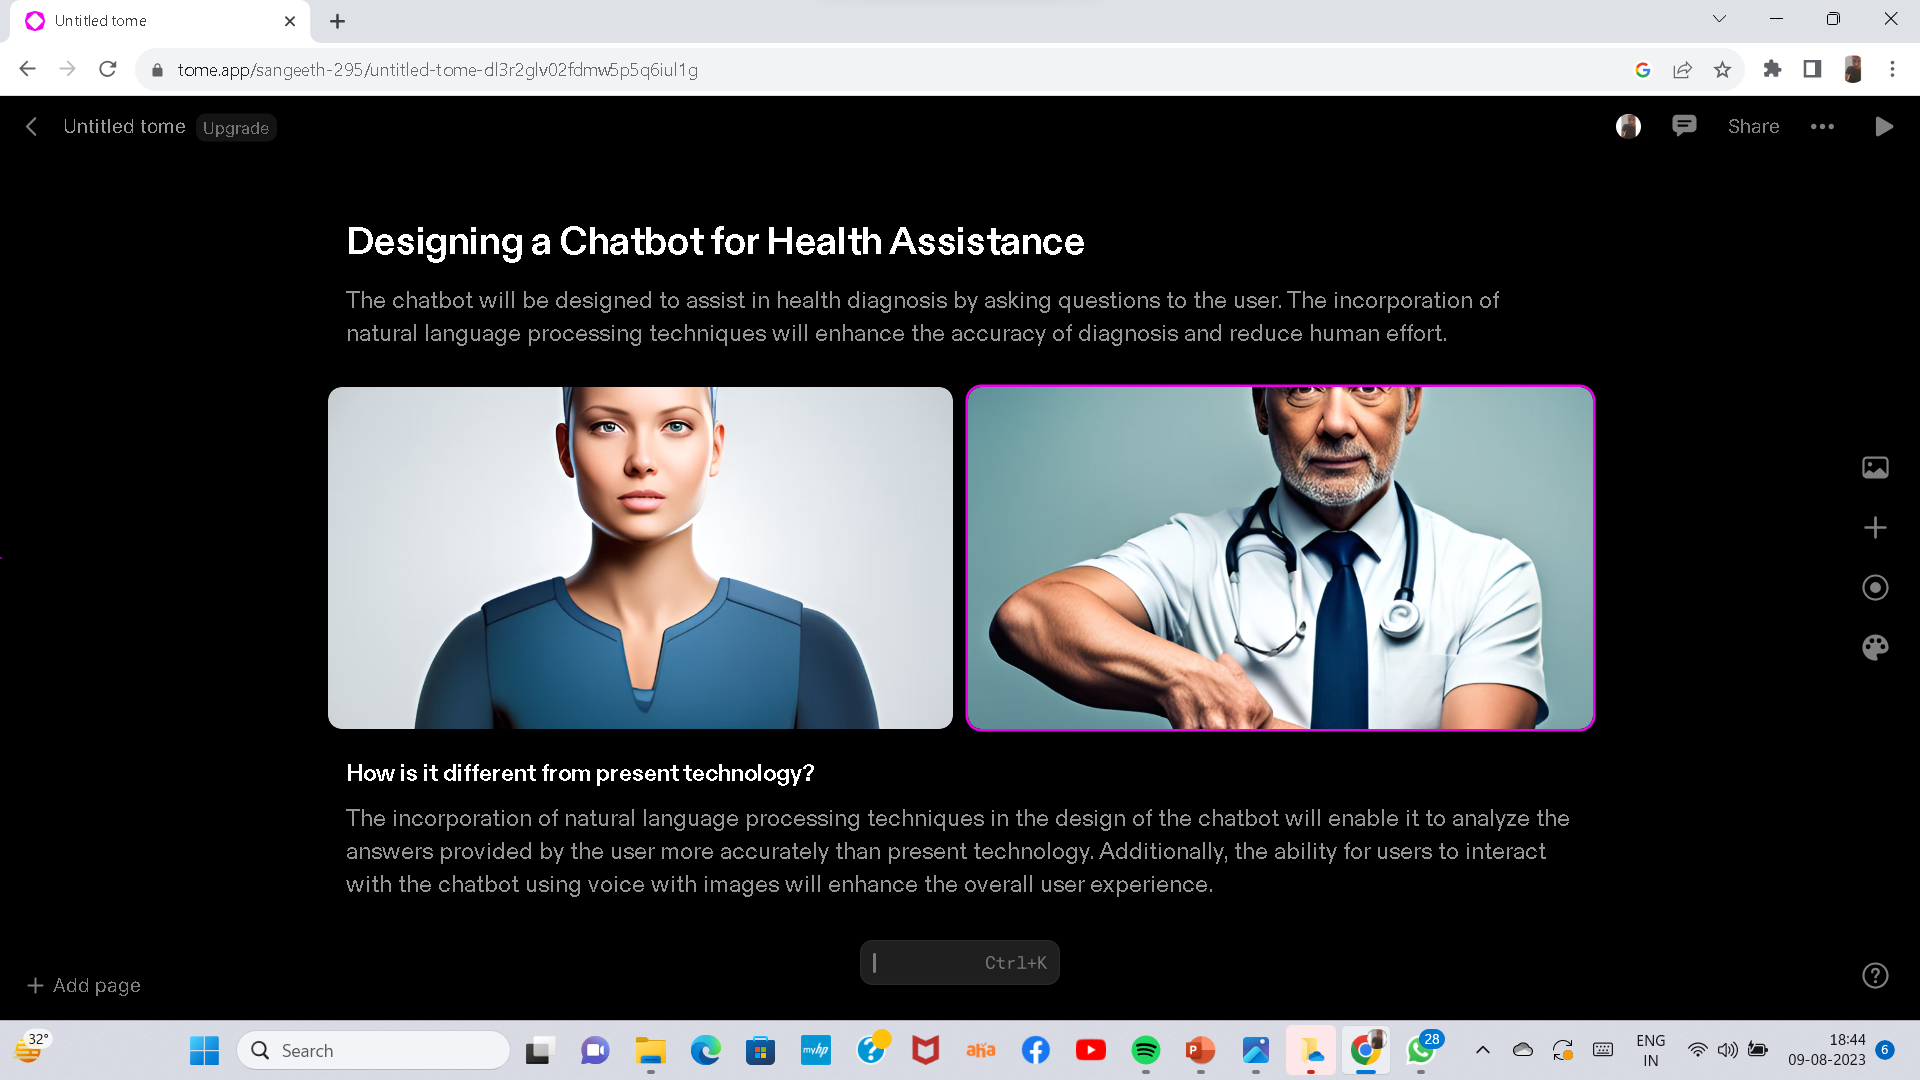 Untitled tome
tome.app/sangeeth-295/untitled-tome-dl3r2glv02fdmw5p5q6iul1g
Untitled tome Upgrade
Share
Designing a Chatbot for Health Assistance
The chatbot will be designed to assist in health diagnosis by asking questions to the user. The incorporation of
natural language processing techniques will enhance the accuracy of diagnosis and reduce human effort.
How is it different from present technology?
The incorporation of natural language processing techniques in the design of the chatbot will enable it to analyze the
answers provided by the user more accurately than present technology. Additionally, the ability for users to interact
with the chatbot using voice with images will enhance the overall user experience.
Ctrl+K
Add page
32°
Search
myhp
aha
28
ENG
IN
18:44
09-08-2023
6